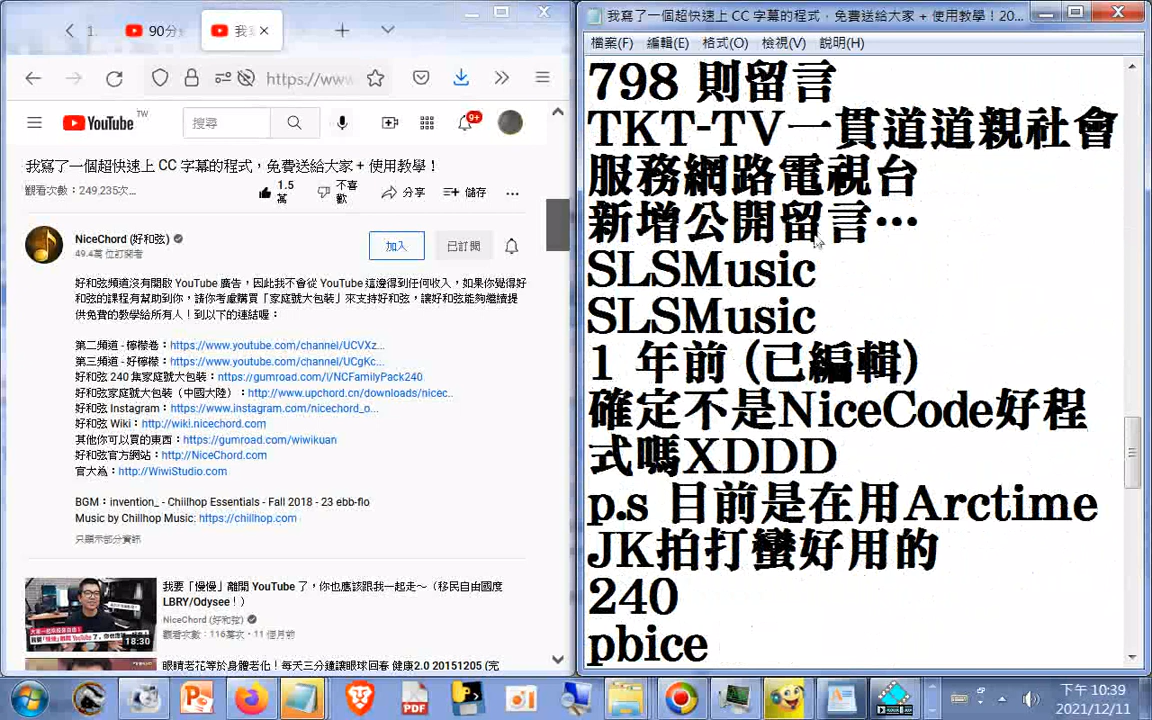 1.
90分
我
https://www
YouTube TW
搜尋
9+
我寫了一個超快速上 CC 字幕的程式，免費送給大家 + 使用教學！
觀看次數：249,235次...
1.5萬
不喜歡
分享
儲存
...
NiceChord (好和弦)
49.4萬 位訂閱者
加入
已訂閱
好和弦頻道沒有開啟 YouTube 廣告，因此我不會從 YouTube 這邊得到任何收入，如果你覺得好
和弦的課程有幫助到你，請你考慮購買「家庭號大包裝」來支持好和弦，讓好和弦能夠繼續提
供免費的教學給所有人！到以下的連結喔：
第二頻道 - 檸檬卷：https://www.youtube.com/channel/UCVXz...
第三頻道 - 好檸檬：https://www.youtube.com/channel/UCgKc...
好和弦 240 集家庭號大包裝：https://gumroad.com/l/NCFamilyPack240
好和弦家庭號大包裝（中國大陸）：http://www.upchord.cn/downloads/nicec..
好和弦 Instagram：https://www.instagram.com/nicechord_o...
好和弦 Wiki：http://wiki.nicechord.com
其他你可以買的東西：https://gumroad.com/wiwikuan
好和弦官方網站：http://NiceChord.com
官大為：http://WiwiStudio.com
BGM：invention_ - Chillhop Essentials - Fall 2018 - 23 ebb-flo
Music by Chillhop Music: https://chillhop.com
只顯示部分資訊
18:30
我要「慢慢」離開 YouTube 了，你也應該跟我一起走～（移民自由國度
LBRY/Odysee！）
NiceChord (好和弦)
觀看次數：116萬次・11 個月前
眼睛老花等於身體老化！每天三分鐘讓眼球回春 健康2.0 20151205 (完
我寫了一個超快速上 CC 字幕的程式，免費送給大家 + 使用教學！20...
檔案(F) 編輯(E) 格式(O) 檢視(V) 說明(H)
798 則留言
TKT-TV一貫道道親社會
服務網路電視台
新增公開留言…
SLSMusic
SLSMusic
1 年前 (已編輯)
確定不是NiceCode好程
式嗎XDDD
p.s 目前是在用Arctime
JK拍打蠻好用的
240
pbice
PDF
下午 10:39
2021/12/11